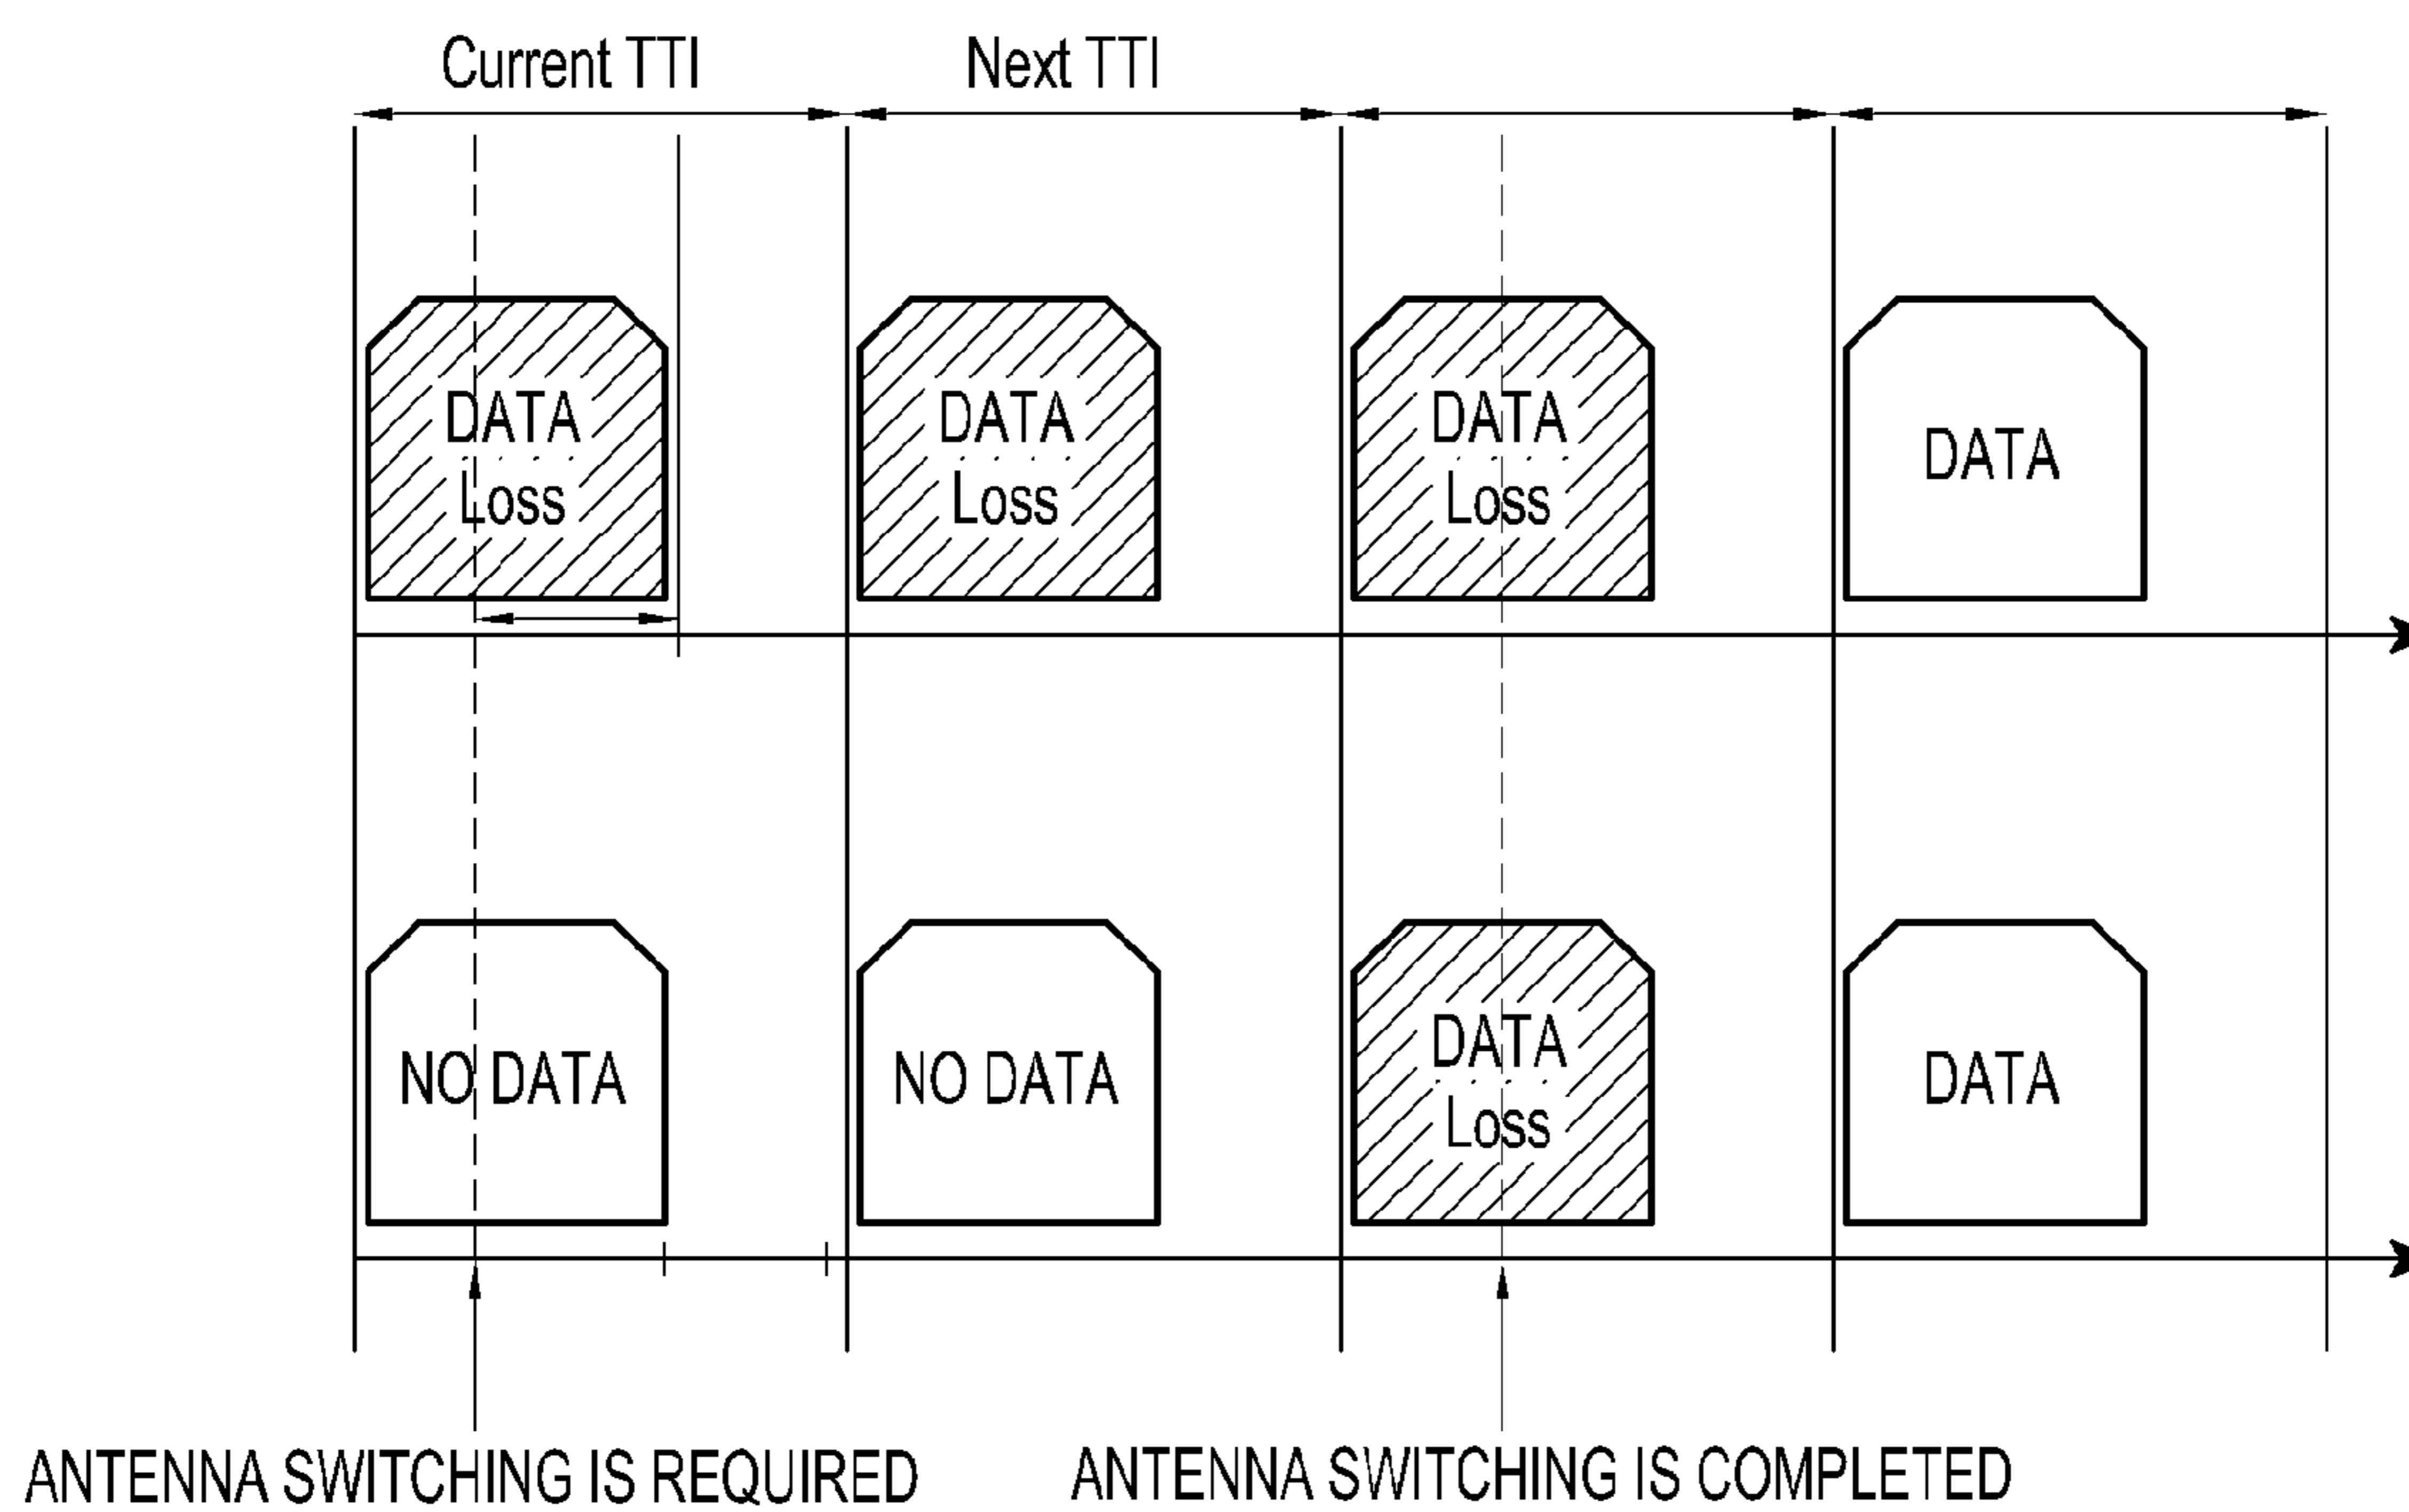 Current TTI
Next TTI
DATA
Loss
DATA
Loss
DATA
Loss
DATA
NO DATA
NO DATA
DATA
Loss
DATA
ANTENNA SWITCHING IS REQUIRED
ANTENNA SWITCHING IS COMPLETED